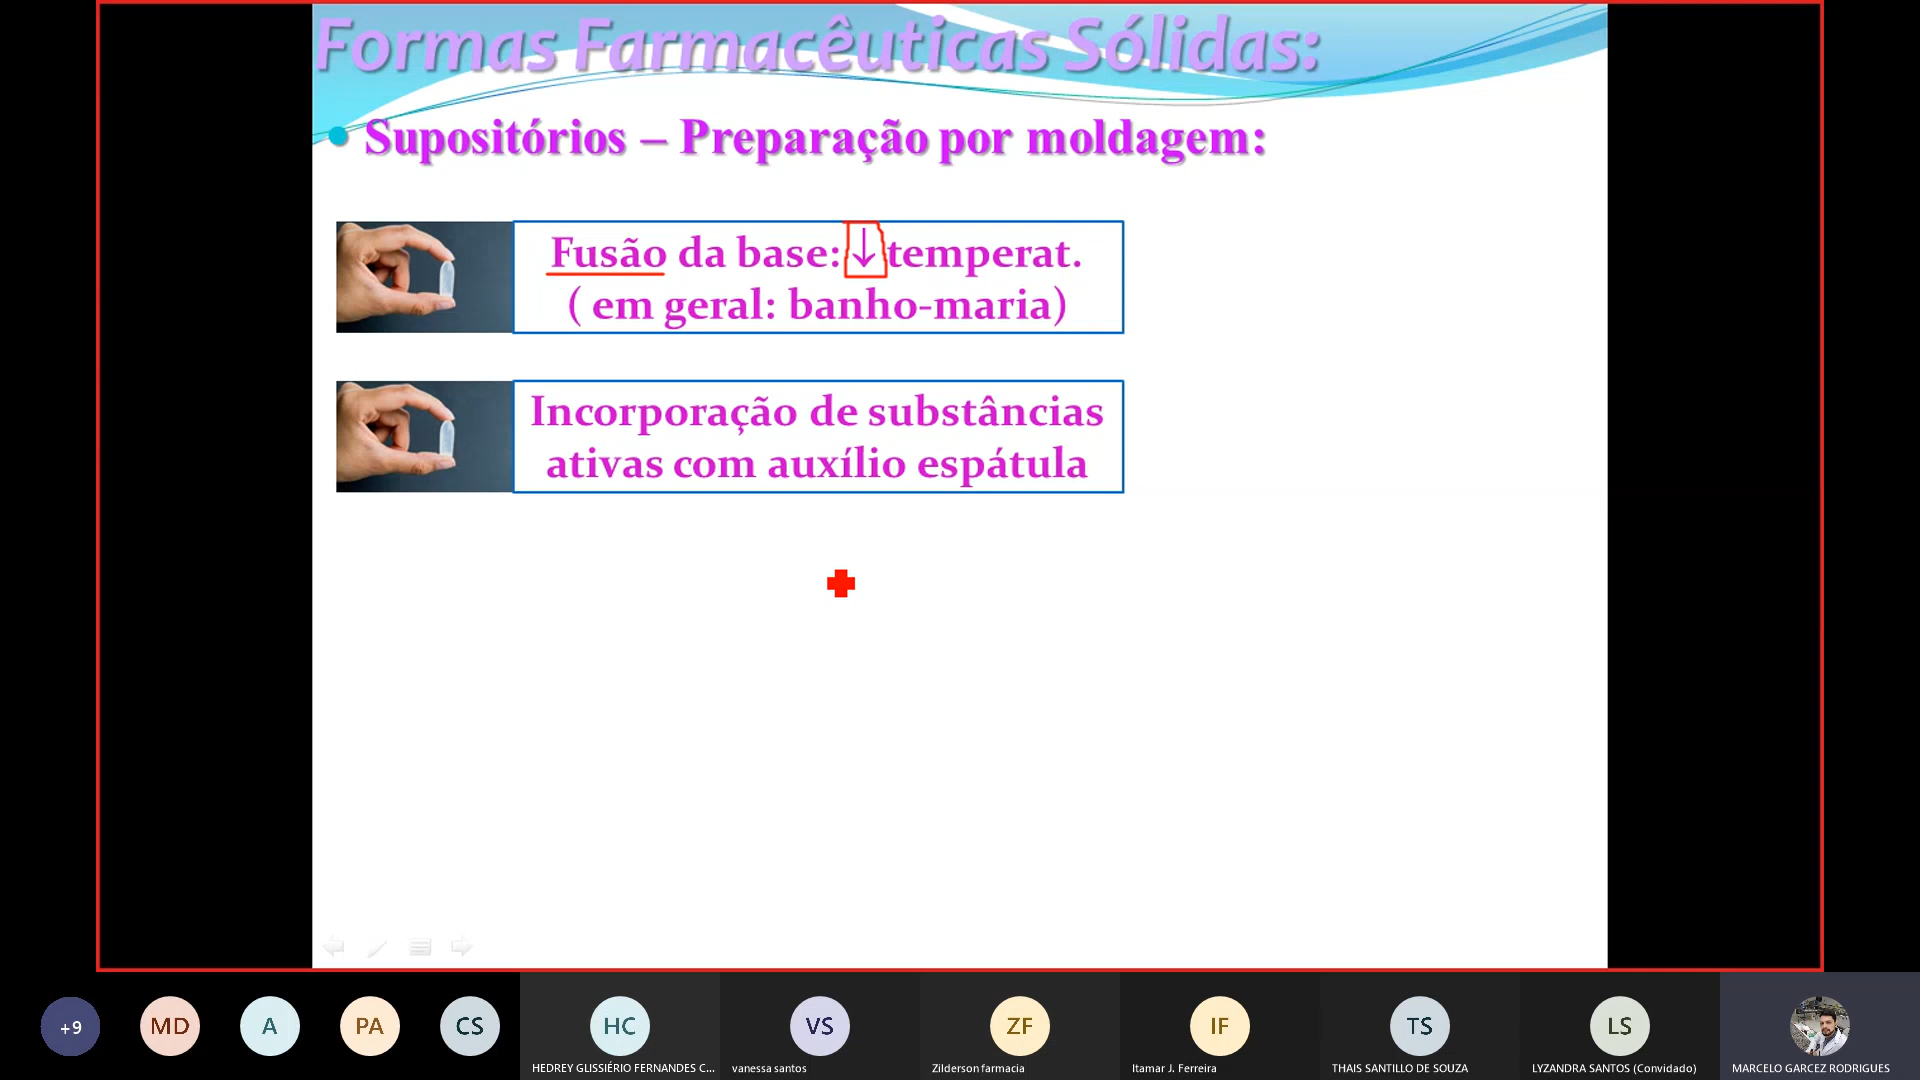 Formas Farmacêuticas Sólidas:
• Supositórios – Preparação por moldagem:
Fusão da base: ↓ temperat.
( em geral: banho-maria)
Incorporação de substâncias
ativas com auxílio espátula
+9
MD
A
PA
CS
HC
VS
ZF
IF
TS
LS
HEDREY GLISSIÉRIO FERNANDES C...
vanessa santos
Zilderson farmacia
Itamar J. Ferreira
THAIS SANTILLO DE SOUZA
LYZANDRA SANTOS (Convidado)
MARCELO GARCEZ RODRIGUES